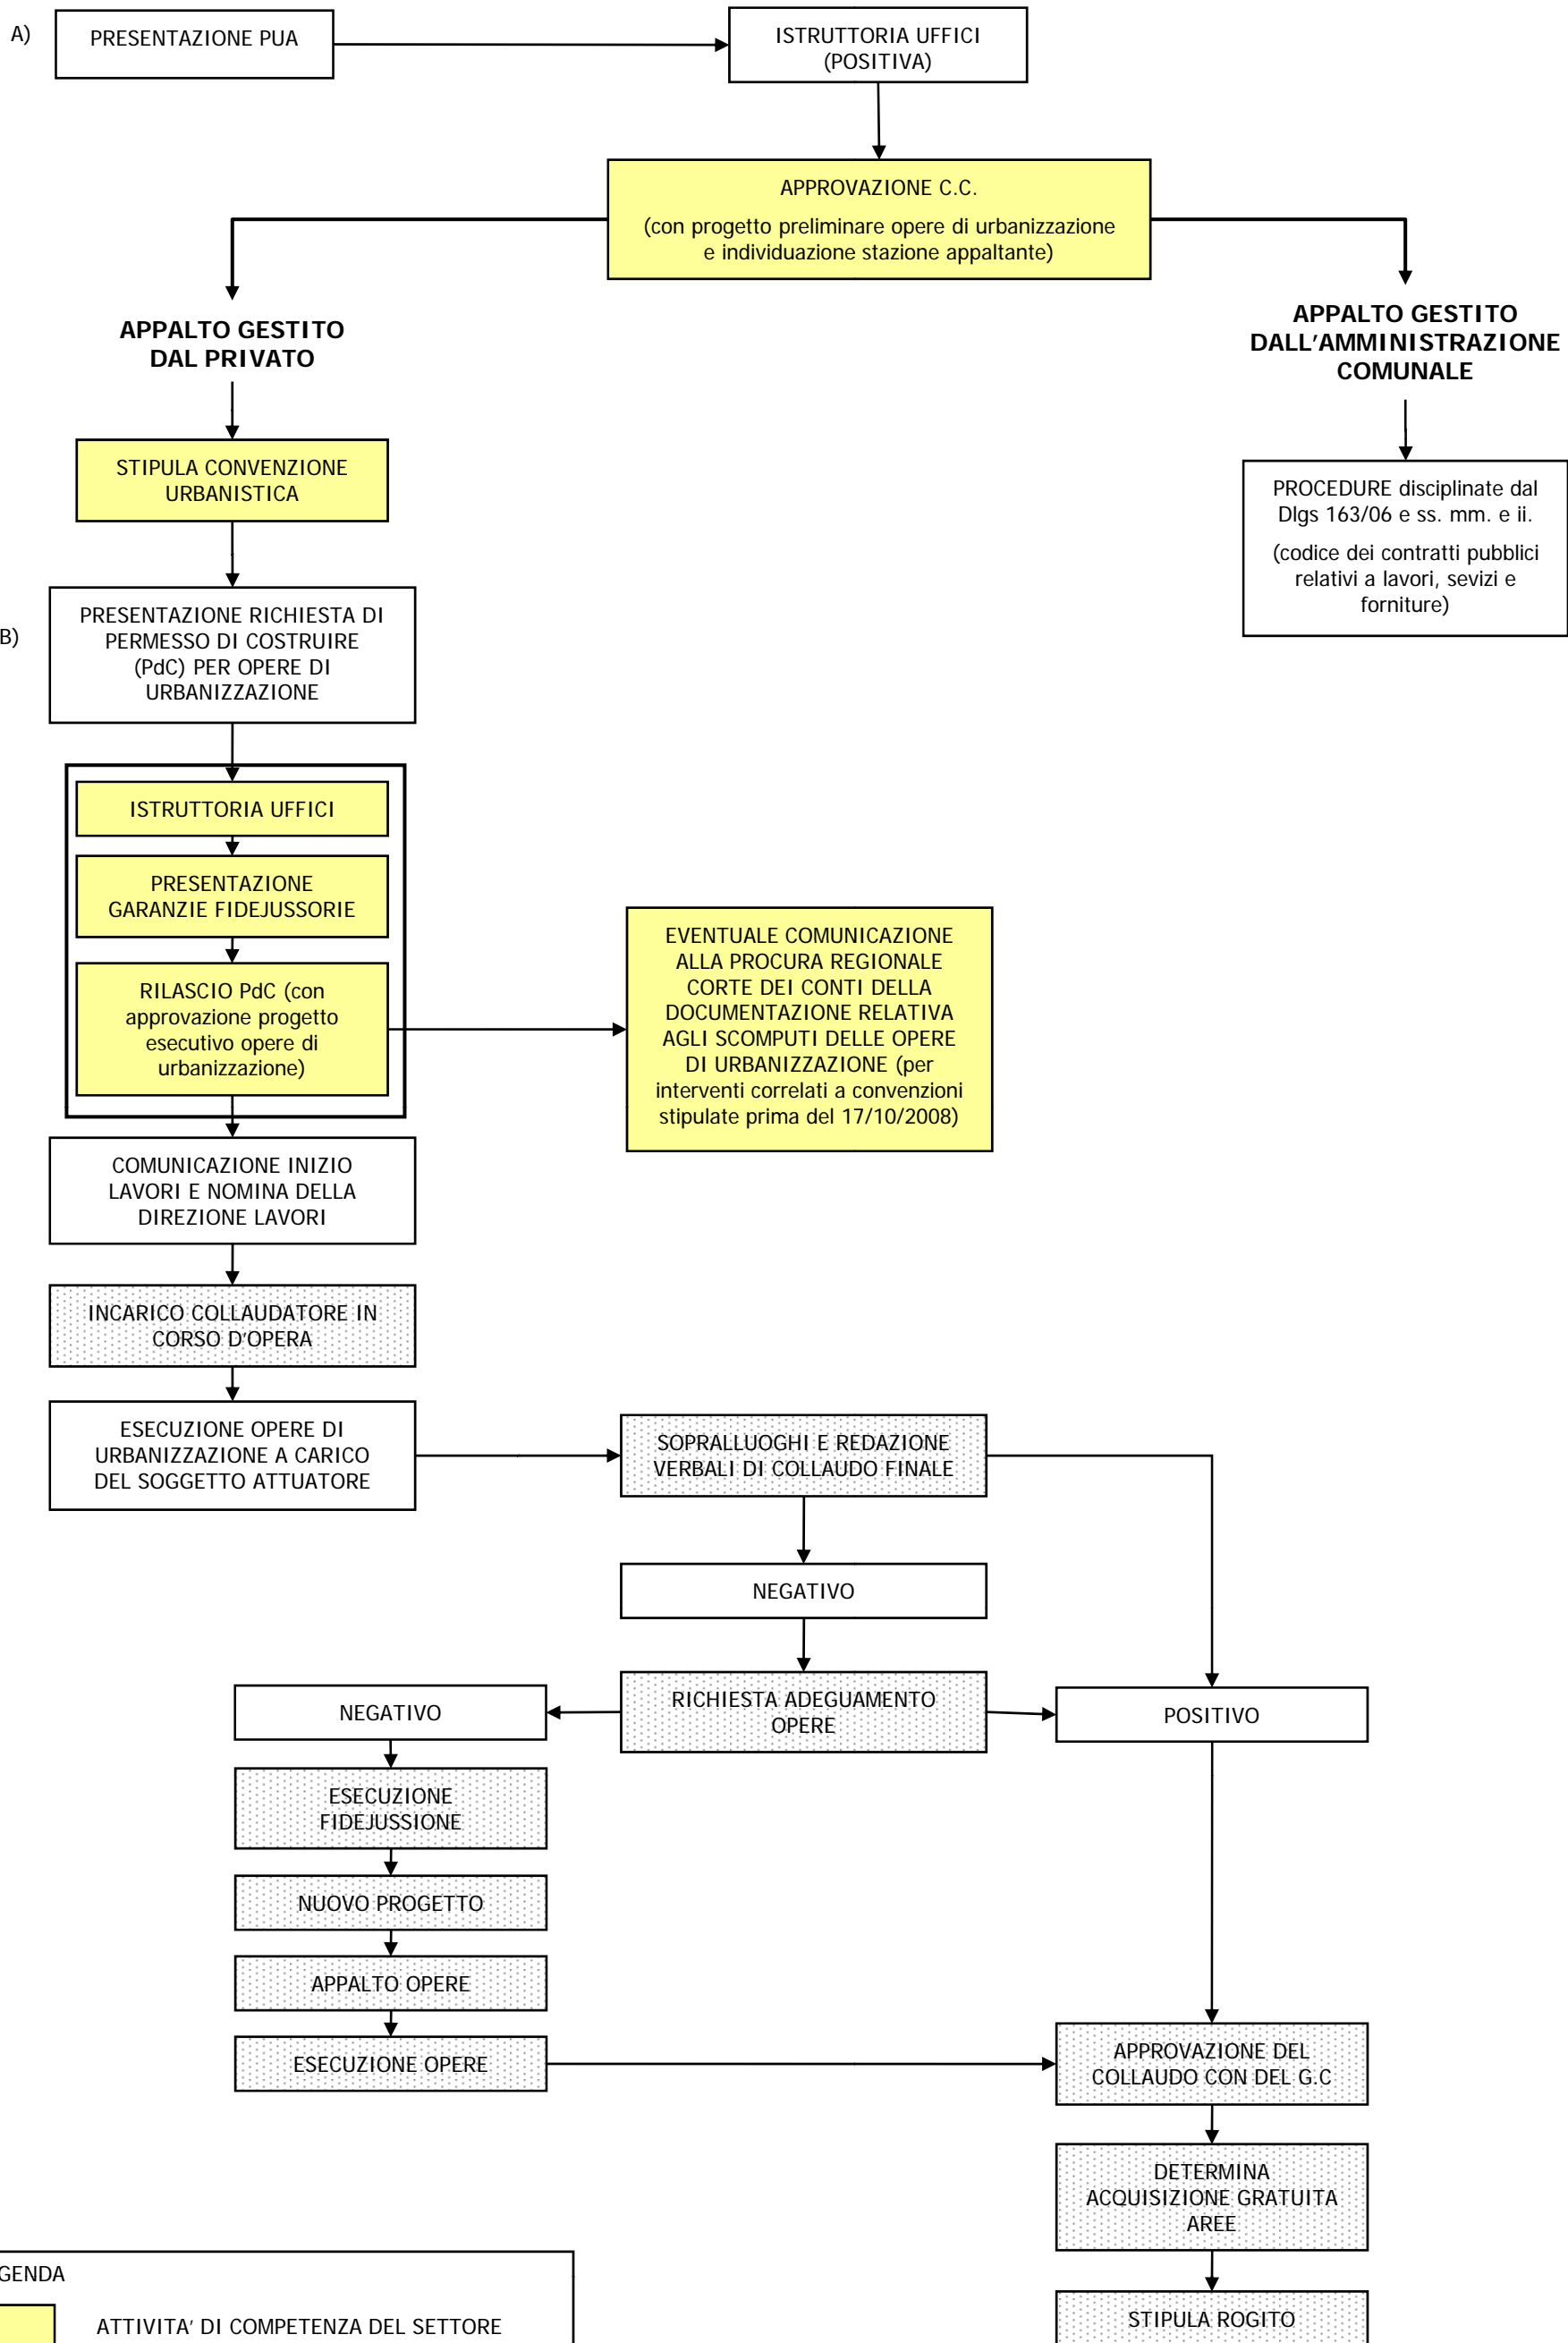 A)
PRESENTAZIONE PUA
ISTRUTTORIA UFFICI
(POSITIVA)
APPROVAZIONE C.C.
(con progetto preliminare opere di urbanizzazione
e individuazione stazione appaltante)
APPALTO GESTITO
DAL PRIVATO
APPALTO GESTITO
DALL'AMMINISTRAZIONE
COMUNALE
STIPULA CONVENZIONE
URBANISTICA
PROCEDURE disciplinate dal
Dlgs 163/06 e ss. mm. e ii.
(codice dei contratti pubblici
relativi a lavori, sevizi e
forniture)
B)
PRESENTAZIONE RICHIESTA DI
PERMESSO DI COSTRUIRE
(PdC) PER OPERE DI
URBANIZZAZIONE
ISTRUTTORIA UFFICI
PRESENTAZIONE
GARANZIE FIDEJUSSORIE
RILASCIO PdC (con
approvazione progetto
esecutivo opere di
urbanizzazione)
EVENTUALE COMUNICAZIONE
ALLA PROCURA REGIONALE
CORTE DEI CONTI DELLA
DOCUMENTAZIONE RELATIVA
AGLI SCOMPUTI DELLE OPERE
DI URBANIZZAZIONE (per
interventi correlati a convenzioni
stipulate prima del 17/10/2008)
COMUNICAZIONE INIZIO
LAVORI E NOMINA DELLA
DIREZIONE LAVORI
INCARICO COLLAUDATORE IN
CORSO D'OPERA
ESECUZIONE OPERE DI
URBANIZZAZIONE A CARICO
DEL SOGGETTO ATTUATORE
SOPRALLUOGHI E REDAZIONE
VERBALI DI COLLAUDO FINALE
NEGATIVO
RICHIESTA ADEGUAMENTO
OPERE
NEGATIVO
POSITIVO
ESECUZIONE
FIDEJUSSIONE
NUOVO PROGETTO
APPALTO OPERE
ESECUZIONE OPERE
APPROVAZIONE DEL
COLLAUDO CON DEL G.C
DETERMINA
ACQUISIZIONE GRATUITA
AREE
STIPULA ROGITO
GENDA
ATTIVITA' DI COMPETENZA DEL SETTORE